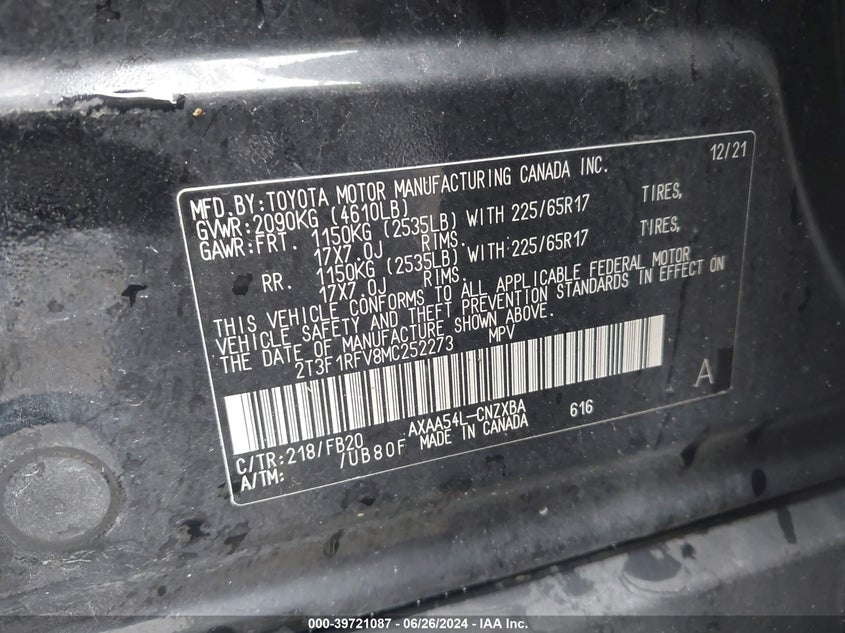 12/21
MFD.BY:TOYOTA MOTOR MANUFACTURING CANADA INC.
GVWR:2090KG (4610LB)
GAWR:FRT. 1150KG (2535LB) WITH 225/65R17 TIRES,
17X7.0J RIMS.
RR. 1150KG (2535LB) WITH 225/65R17 TIRES,
17X7.0J RIMS.
THIS VEHICLE CONFORMS TO ALL APPLICABLE FEDERAL MOTOR
VEHICLE SAFETY AND THEFT PREVENTION STANDARDS IN EFFECT ON
THE DATE OF MANUFACTURE SHOWN ABOVE.
2T3F1RFV8MC252273 MPV
A
C/TR:218/FB20 AXAA54L-CNZXBA 616
A/TM: /UB80F MADE IN CANADA
000-39721087 - 06/26/2024 - IAA Inc.